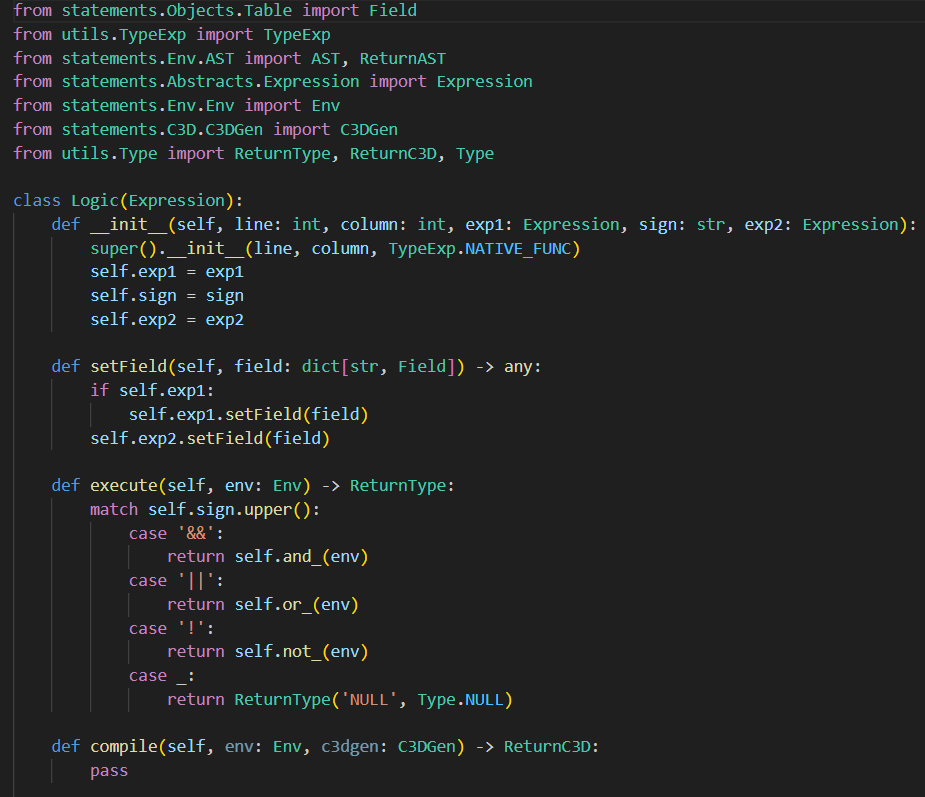 from statements.Objects.Table import Field
from utils.TypeExp import TypeExp
from statements.Env.AST import AST, ReturnAST
from statements.Abstracts.Expression import Expression
from statements.Env.Env import Env
from statements.C3D.C3DGen import C3DGen
from utils.Type import ReturnType, ReturnC3D, Type

class Logic(Expression):
    def __init__(self, line: int, column: int, exp1: Expression, sign: str, exp2: Expression):
        super().__init__(line, column, TypeExp.NATIVE_FUNC)
        self.exp1 = exp1
        self.sign = sign
        self.exp2 = exp2

    def setField(self, field: dict[str, Field]) -> any:
        if self.exp1:
            self.exp1.setField(field)
        self.exp2.setField(field)

    def execute(self, env: Env) -> ReturnType:
        match self.sign.upper():
            case '&&':
                return self.and_(env)
            case '||':
                return self.or_(env)
            case '!':
                return self.not_(env)
            case _:
                return ReturnType('NULL', Type.NULL)

    def compile(self, env: Env, c3dgen: C3DGen) -> ReturnC3D:
        pass